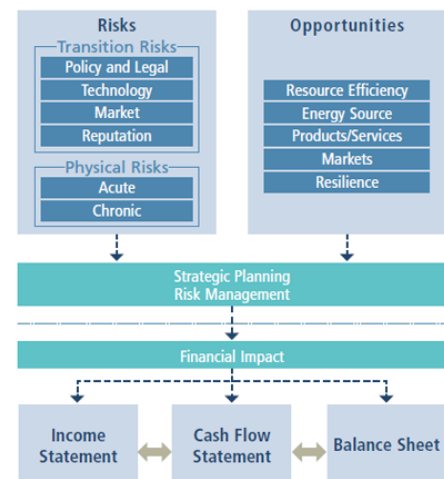 Risks
Transition Risks
Policy and Legal
Technology
Market
Reputation
Physical Risks
Acute
Chronic
Opportunities
Resource Efficiency
Energy Source
Products/Services
Markets
Resilience
Strategic Planning
Risk Management
Financial Impact
Income
Statement
Cash Flow
Statement
Balance Sheet